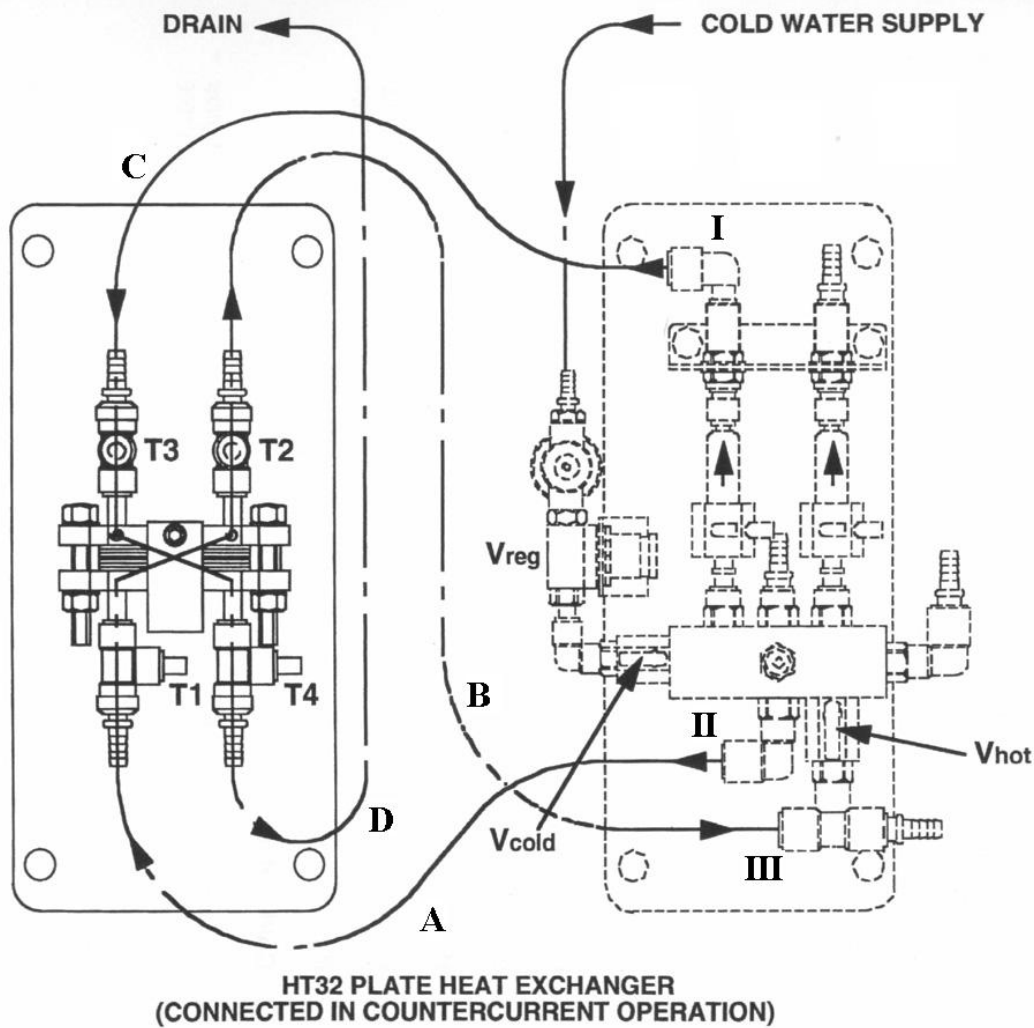 DRAIN
COLD WATER SUPPLY
C
I
T3
T2
Vreg
T1
T4
B
II
Vhot
D
Vcold
III
A
HT32 PLATE HEAT EXCHANGER
(CONNECTED IN COUNTERCURRENT OPERATION)